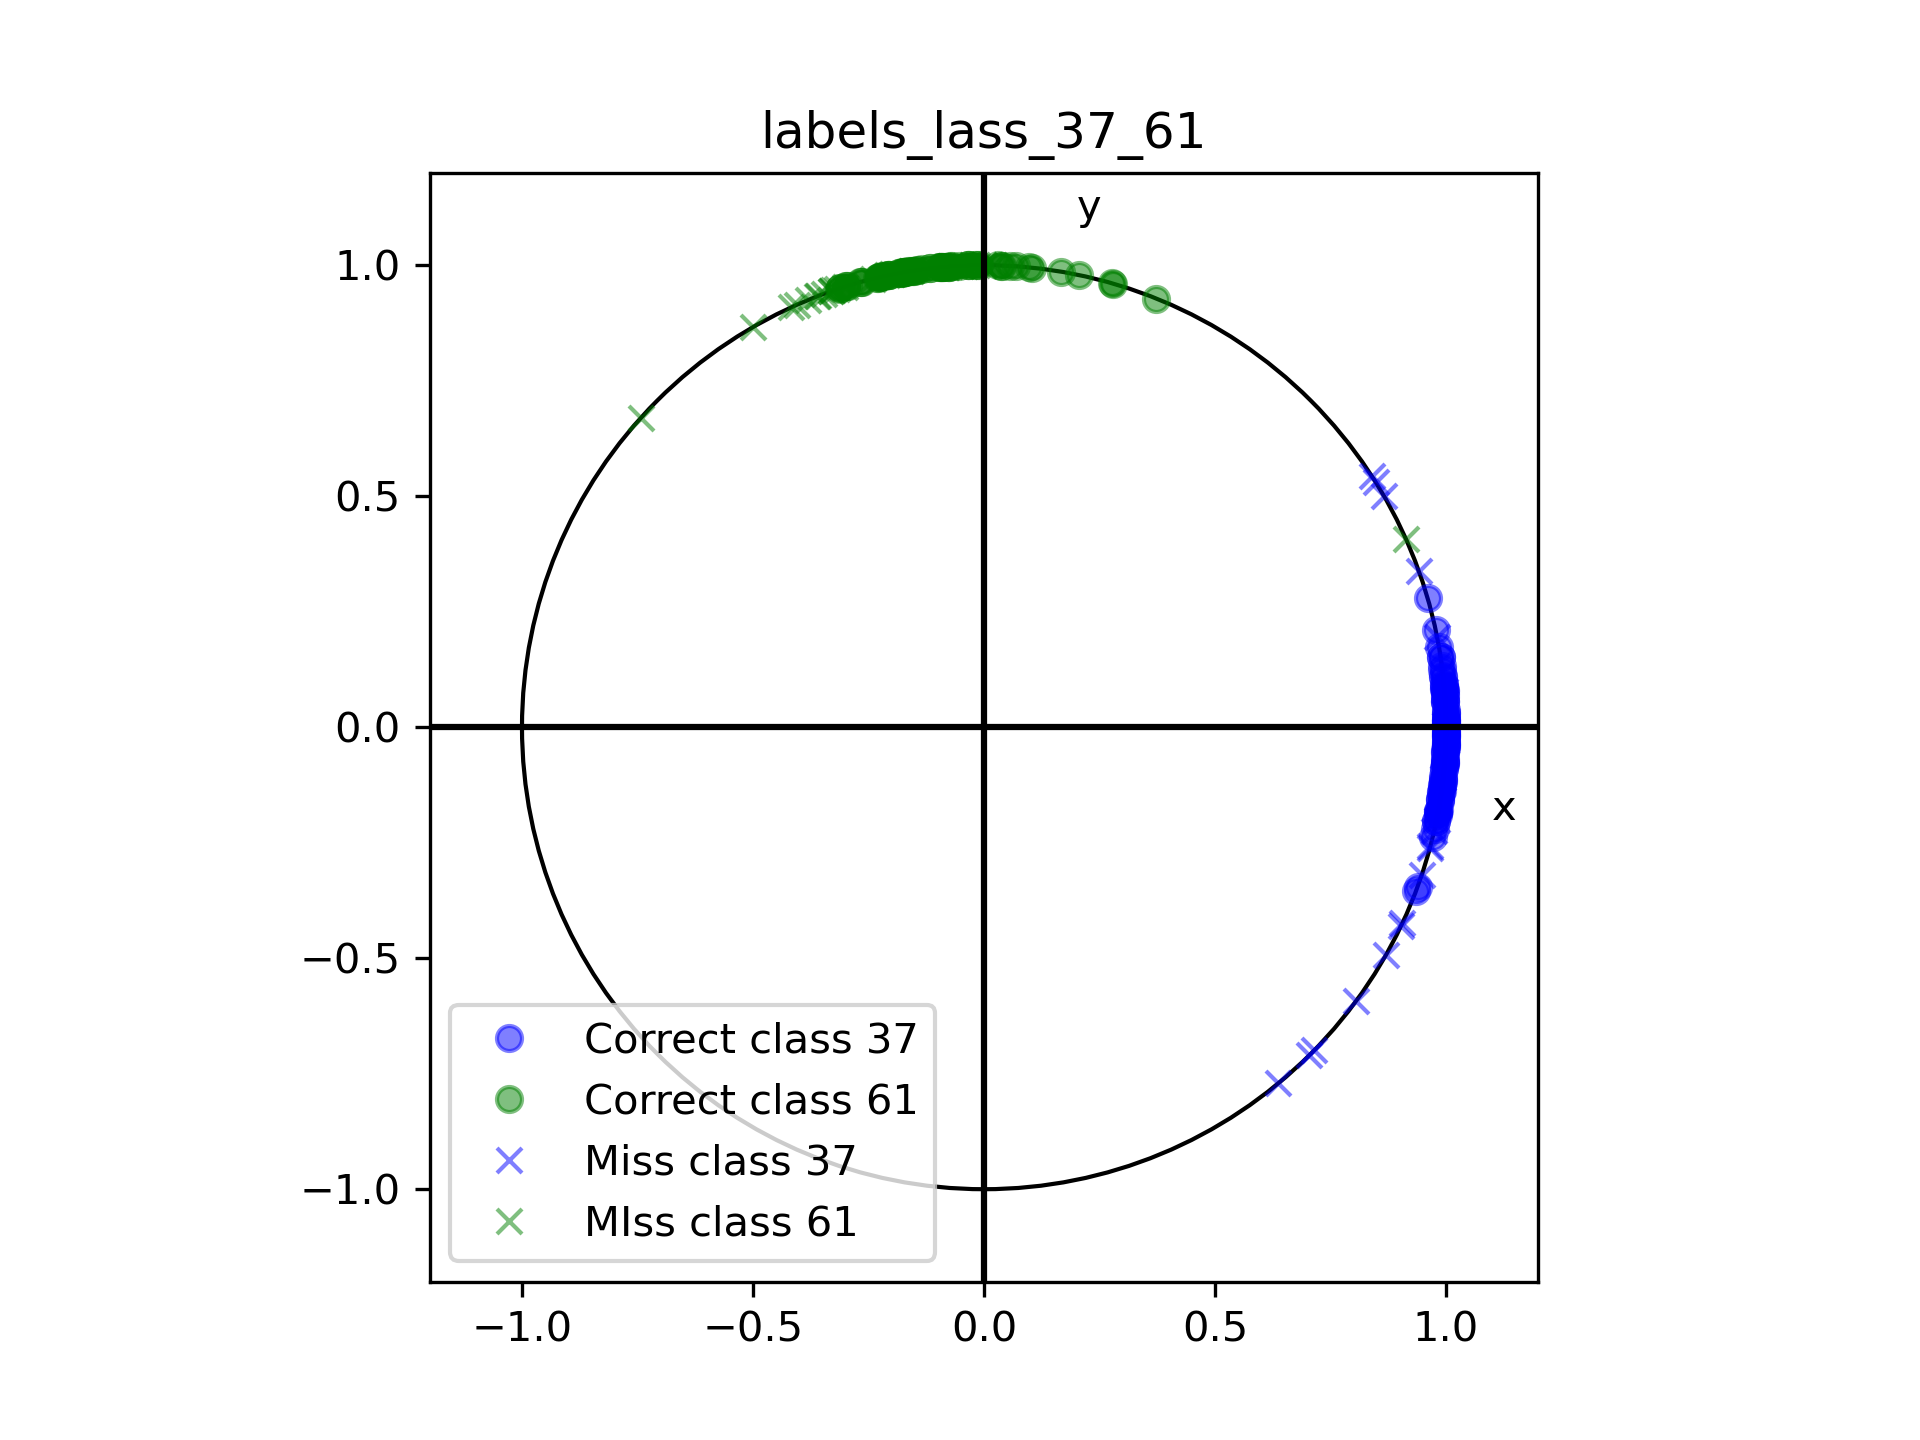 labels_lass_37_61
y
1.0
0.5
0.0
x
−0.5
−1.0
Correct class 37
Correct class 61
Miss class 37
MIss class 61
−1.0 −0.5 0.0 0.5 1.0